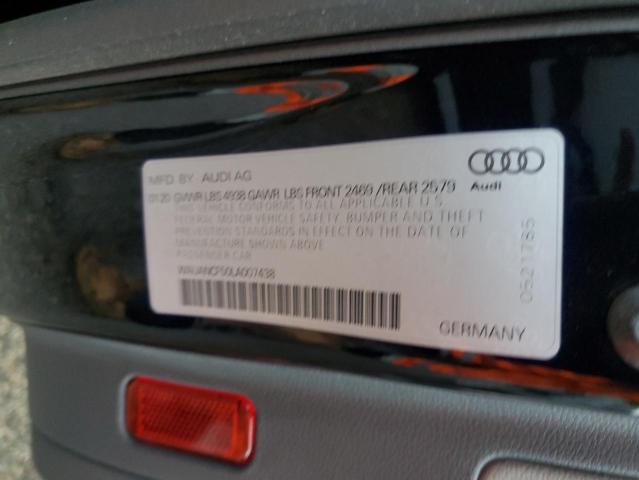 MFD. BY AUDI AG
01.20 GVWR LBS 4938 GAWR LBS FRONT 2469 / REAR 2579
THIS VEHICLE CONFORMS TO ALL APPLICABLE U.S.
FEDERAL MOTOR VEHICLE SAFETY, BUMPER AND THEFT
PREVENTION STANDARDS IN EFFECT ON THE DATE OF
MANUFACTURE SHOWN ABOVE
PASSENGER CAR
WAUANCF50LA007438
GERMANY
Audi
0521785